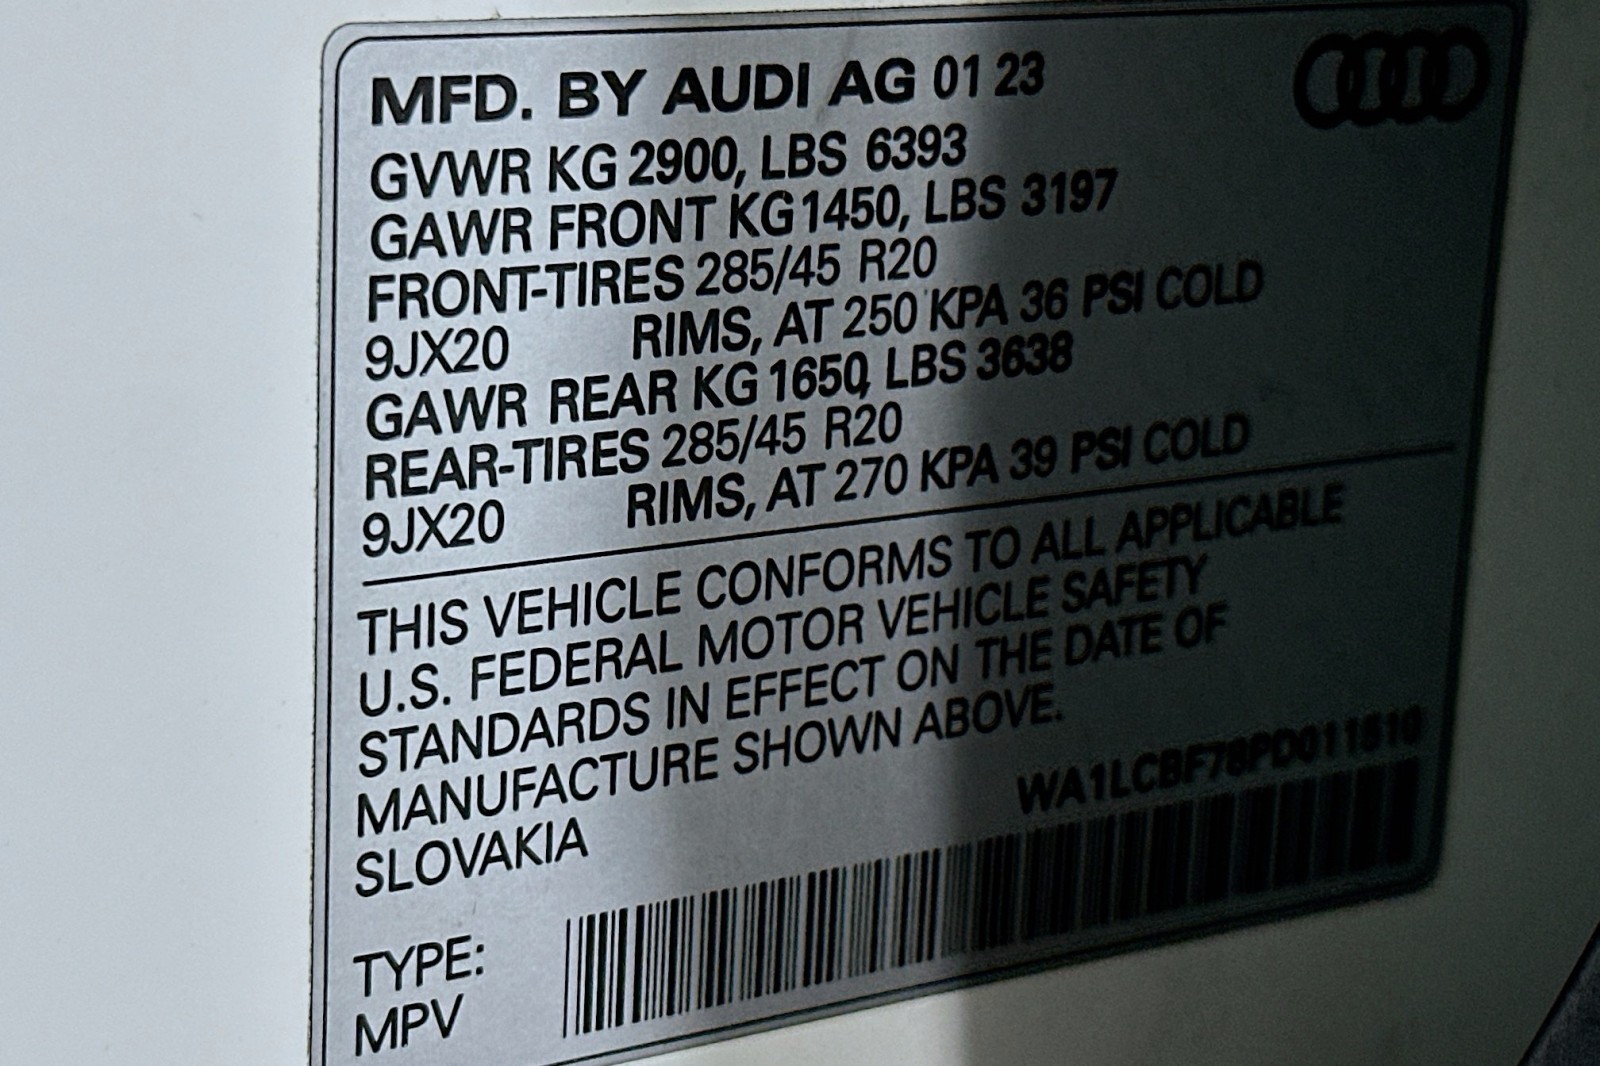 MFD. BY AUDI AG 01 23
GVWR KG 2900, LBS 6393
GAWR FRONT KG 1450, LBS 3197
FRONT-TIRES 285/45 R20
9JX20 RIMS, AT 250 KPA 36 PSI COLD
GAWR REAR KG 1650, LBS 3638
REAR-TIRES 285/45 R20
9JX20 RIMS, AT 270 KPA 39 PSI COLD
THIS VEHICLE CONFORMS TO ALL APPLICABLE
U.S. FEDERAL MOTOR VEHICLE SAFETY
STANDARDS IN EFFECT ON THE DATE OF
MANUFACTURE SHOWN ABOVE.
SLOVAKIA
TYPE:
MPV